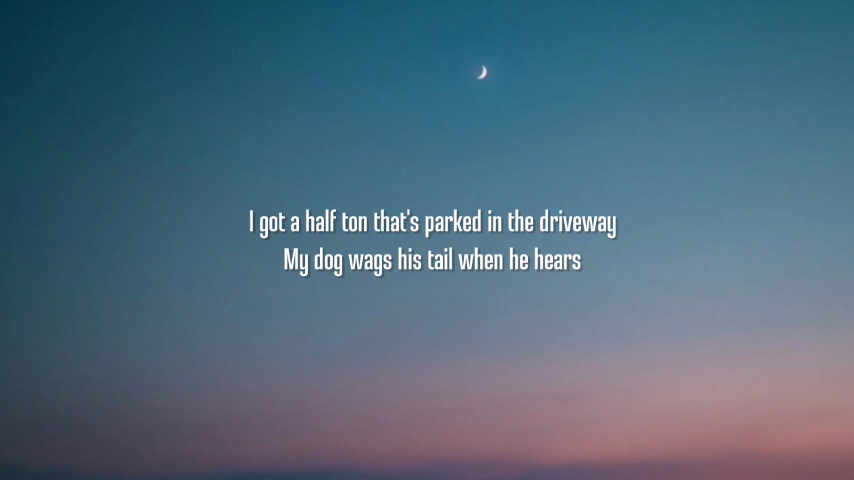 I got a half ton that's parked in the driveway
My dog wags his tail when he hears